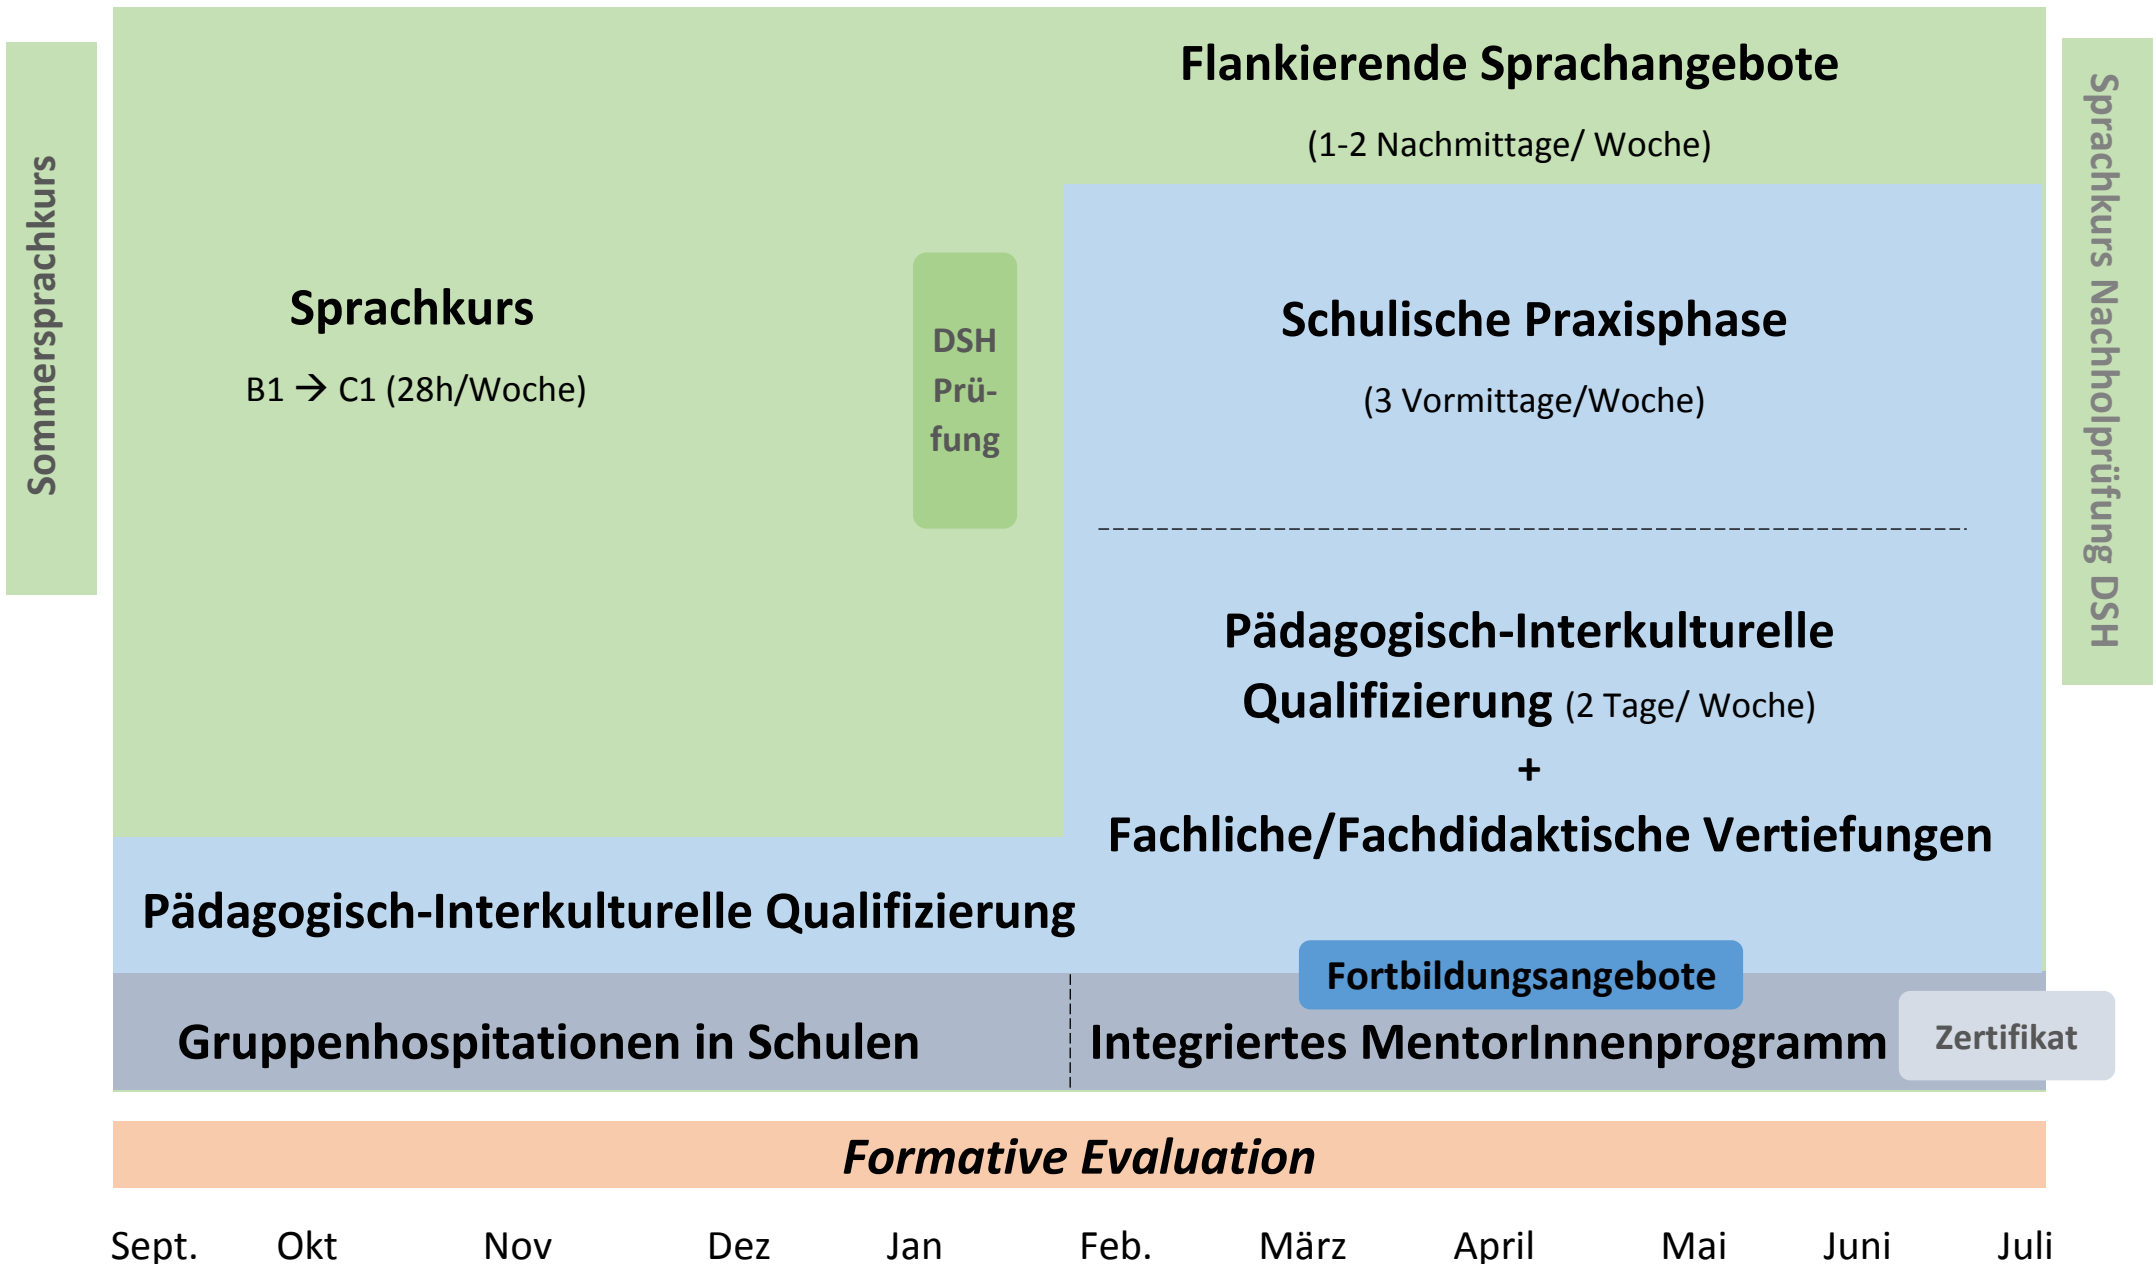 Sommersprachkurs
Sprachkurs
B1 → C1 (28h/Woche)
DSH
Prü-
fung
Flankierende Sprachangebote
(1-2 Nachmittage/ Woche)
Schulische Praxisphase
(3 Vormittage/Woche)
Pädagogisch-Interkulturelle
Qualifizierung (2 Tage/ Woche)
+
Fachliche/Fachdidaktische Vertiefungen
Sprachkurs Nachholprüfung DSH
Pädagogisch-Interkulturelle Qualifizierung
Fortbildungsangebote
Gruppenhospitationen in Schulen
Integriertes MentorInnenprogramm
Zertifikat
Formative Evaluation
Sept. Okt Nov Dez Jan Feb. März April Mai Juni Juli